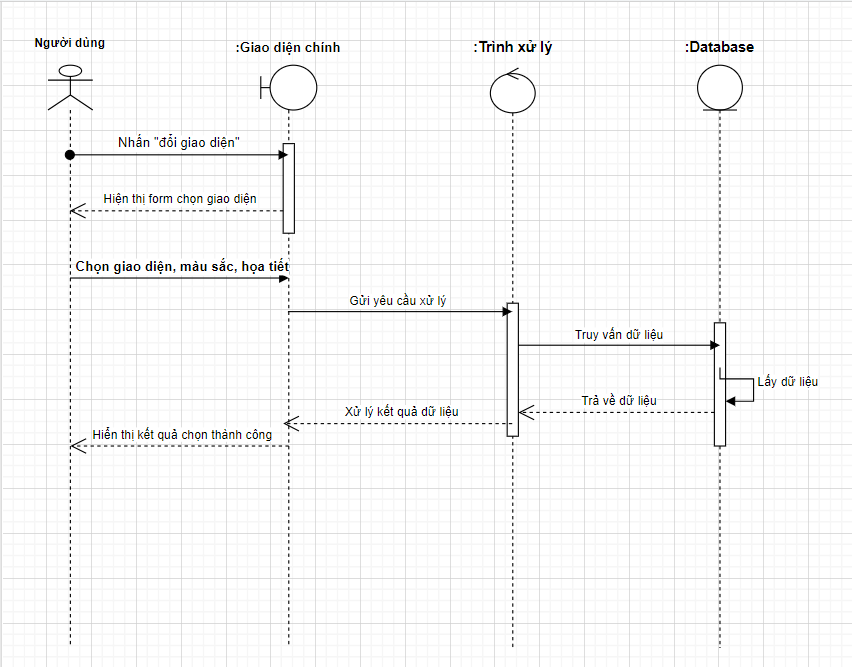 Người dùng
:Giao diện chính
:Trình xử lý
:Database
Nhấn "đổi giao diện"
Hiện thị form chọn giao diện
Chọn giao diện, màu sắc, họa tiết
Gửi yêu cầu xử lý
Truy vấn dữ liệu
Lấy dữ liệu
Trả về dữ liệu
Xử lý kết quả dữ liệu
Hiển thị kết quả chọn thành công